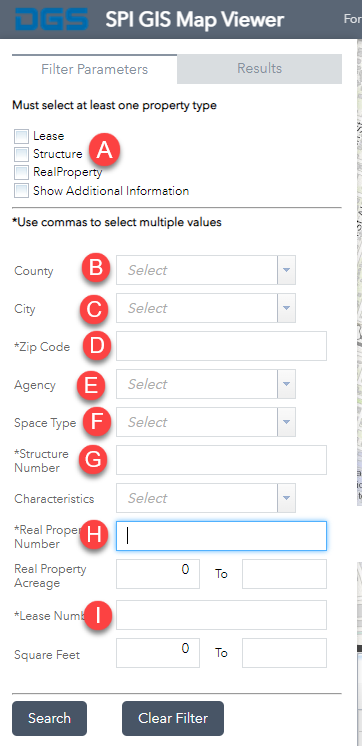 DGS SPI GIS Map Viewer For
Filter Parameters Results
Must select at least one property type
Lease
Structure A
RealProperty
Show Additional Information
*Use commas to select multiple values
County B Select
City C Select
*Zip Code D
Agency E Select
Space Type F Select
*Structure
Number G
Characteristics Select
*Real Proper
Number H
Real Property
Acreage 0 To
*Lease Num I
Square Feet 0 To
Search Clear Filter